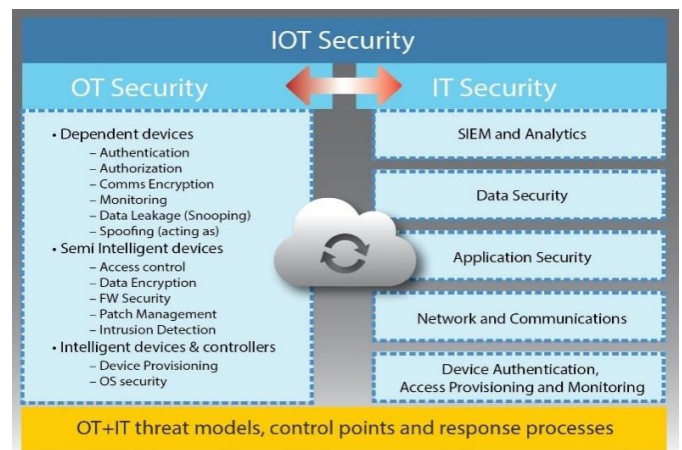 IOT Security
OT Security
IT Security
• Dependent devices
– Authentication
– Authorization
– Comms Encryption
– Monitoring
– Data Leakage (Snooping)
– Spoofing (acting as)
• Semi Intelligent devices
– Access control
– Data Encryption
– FW Security
– Patch Management
– Intrusion Detection
• Intelligent devices & controllers
– Device Provisioning
– OS security
SIEM and Analytics
Data Security
Application Security
Network and Communications
Device Authentication,
Access Provisioning and Monitoring
OT+IT threat models, control points and response processes